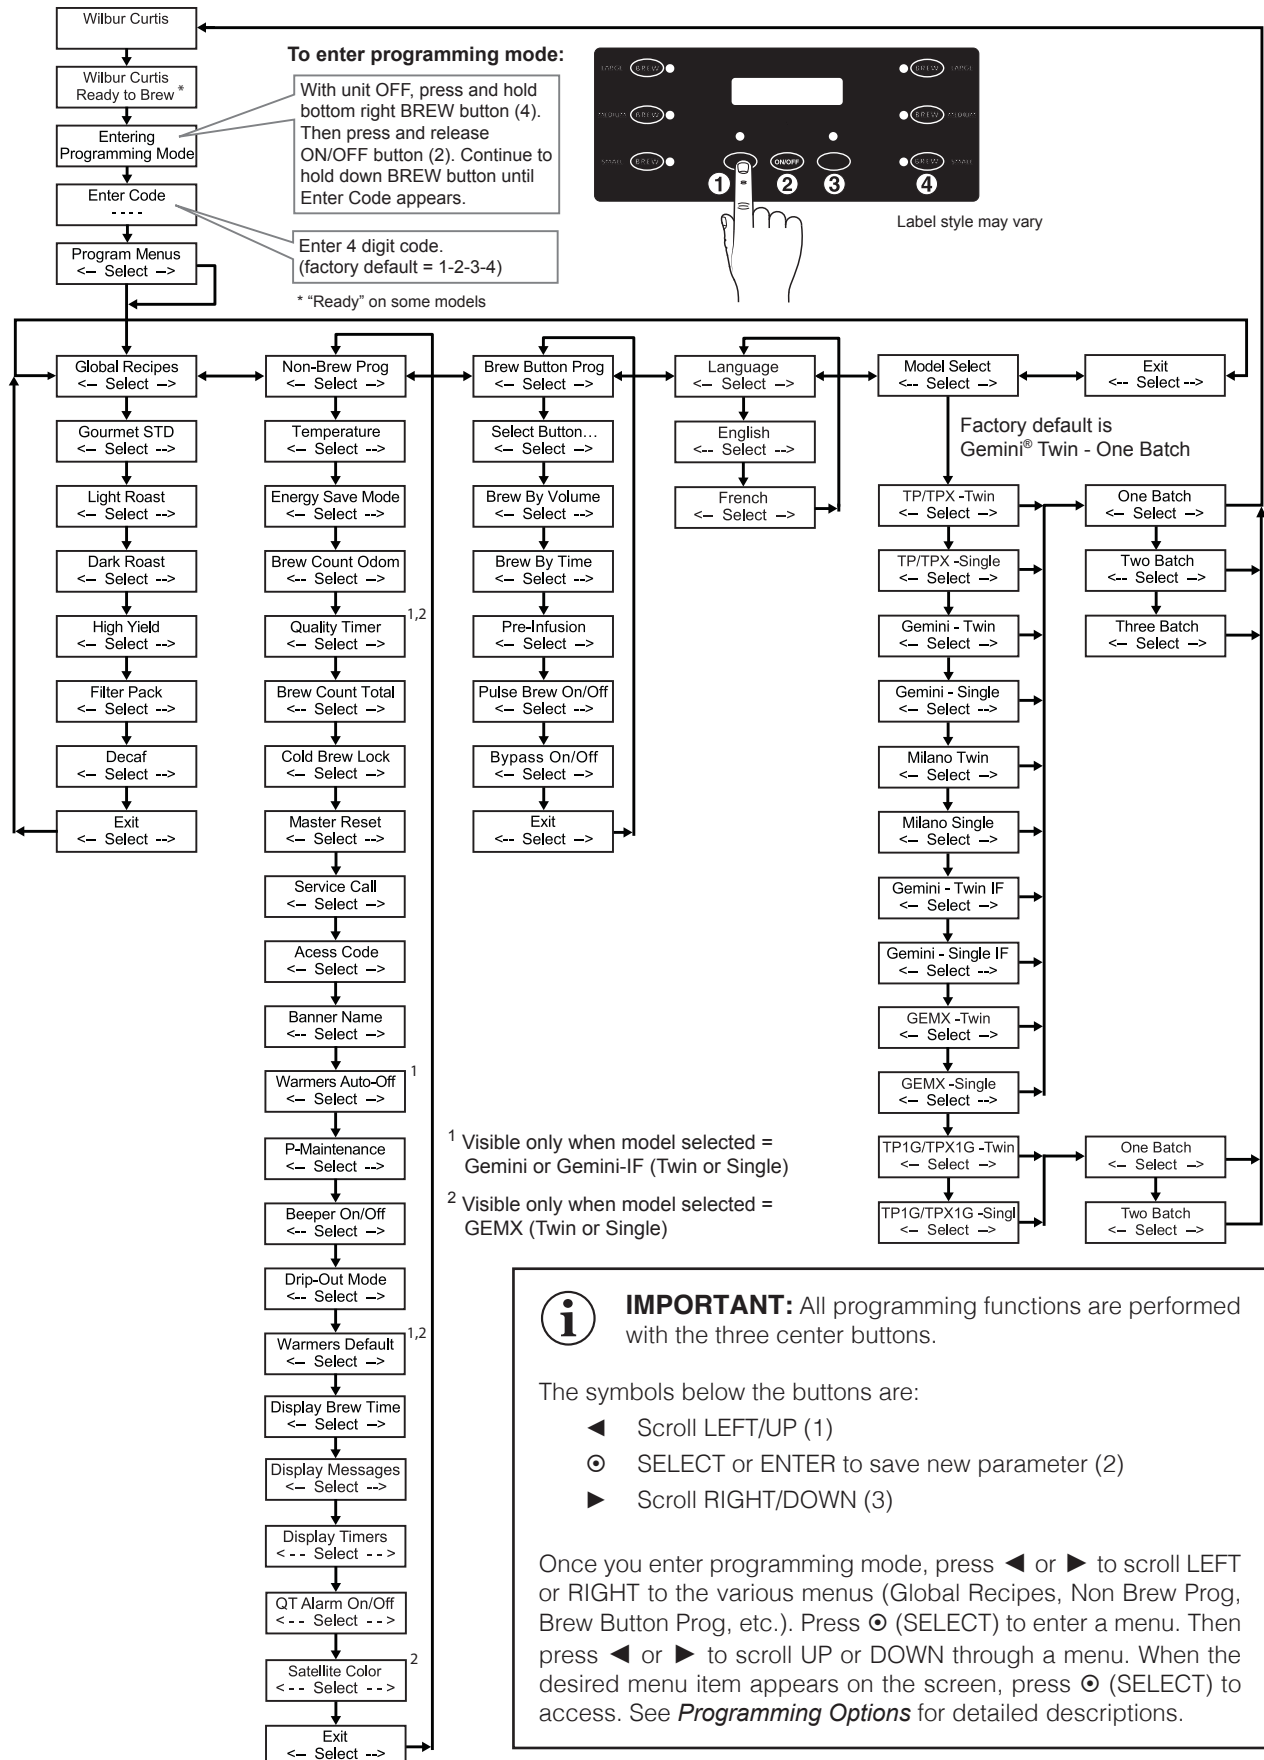 Wilbur Curtis
Wilbur Curtis
Ready to Brew *
Entering
Programming Mode
Enter Code
- - - -
Program Menus
<-- Select -->
To enter programming mode:
With unit OFF, press and hold
bottom right BREW button (4).
Then press and release
ON/OFF button (2). Continue to
hold down BREW button until
Enter Code appears.
Enter 4 digit code.
(factory default = 1-2-3-4)
* “Ready” on some models
LARGE BREW BREW LARGE
MEDIUM BREW BREW MEDIUM
SMALL BREW ON/OFF BREW SMALL
1 2 3 4
Label style may vary
Global Recipes
<-- Select -->
Gourmet STD
<-- Select -->
Light Roast
<-- Select -->
Dark Roast
<-- Select -->
High Yield
<-- Select -->
Filter Pack
<-- Select -->
Decaf
<-- Select -->
Exit
<-- Select -->
Non-Brew Prog
<-- Select -->
Temperature
<-- Select -->
Energy Save Mode
<-- Select -->
Brew Count Odom
<-- Select -->
Quality Timer 1,2
<-- Select -->
Brew Count Total
<-- Select -->
Cold Brew Lock
<-- Select -->
Master Reset
<-- Select -->
Service Call
<-- Select -->
Acess Code
<-- Select -->
Banner Name
<-- Select -->
Warmers Auto-Off 1
<-- Select -->
P-Maintenance
<-- Select -->
Beeper On/Off
<-- Select -->
Drip-Out Mode
<-- Select -->
Warmers Default 1,2
<-- Select -->
Display Brew Time
<-- Select -->
Display Messages
<-- Select -->
Display Timers
< - - Select - - >
QT Alarm On/Off
< - - Select - - >
Satellite Color 2
< - - Select - - >
Exit
<-- Select -->
Brew Button Prog
<-- Select -->
Select Button...
<-- Select -->
Brew By Volume
<-- Select -->
Brew By Time
<-- Select -->
Pre-Infusion
<-- Select -->
Pulse Brew On/Off
<-- Select -->
Bypass On/Off
<-- Select -->
Exit
<-- Select -->
Language
<-- Select -->
English
<-- Select -->
French
<-- Select -->
Model Select
<-- Select -->
Factory default is
Gemini® Twin - One Batch
TP/TPX -Twin
<-- Select -->
TP/TPX -Single
<-- Select -->
Gemini - Twin
<-- Select -->
Gemini - Single
<-- Select -->
Milano Twin
<-- Select -->
Milano Single
<-- Select -->
Gemini - Twin IF
<-- Select -->
Gemini - Single IF
<-- Select -->
GEMX -Twin
<-- Select -->
GEMX -Single
<-- Select -->
TP1G/TPX1G -Twin
<-- Select -->
TP1G/TPX1G -Singl
<-- Select -->
Exit
<-- Select -->
One Batch
<-- Select -->
Two Batch
<-- Select -->
Three Batch
<-- Select -->
One Batch
<-- Select -->
Two Batch
<-- Select -->
1 Visible only when model selected =
Gemini or Gemini-IF (Twin or Single)
2 Visible only when model selected =
GEMX (Twin or Single)
i IMPORTANT: All programming functions are performed
with the three center buttons.
The symbols below the buttons are:
◄ Scroll LEFT/UP (1)
⊙ SELECT or ENTER to save new parameter (2)
► Scroll RIGHT/DOWN (3)
Once you enter programming mode, press ◄ or ► to scroll LEFT
or RIGHT to the various menus (Global Recipes, Non Brew Prog,
Brew Button Prog, etc.). Press ⊙ (SELECT) to enter a menu. Then
press ◄ or ► to scroll UP or DOWN through a menu. When the
desired menu item appears on the screen, press ⊙ (SELECT) to
access. See Programming Options for detailed descriptions.